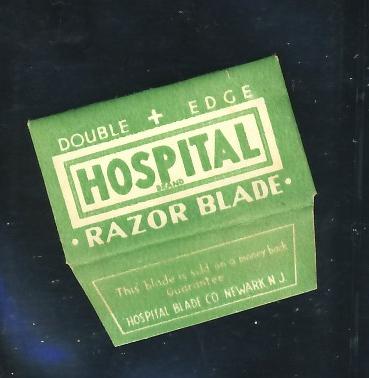 DOUBLE + EDGE
HOSPITAL
BRAND
• RAZOR BLADE •
This blade is sold on a money back
Guarantee
HOSPITAL BLADE CO. NEWARK N.J.